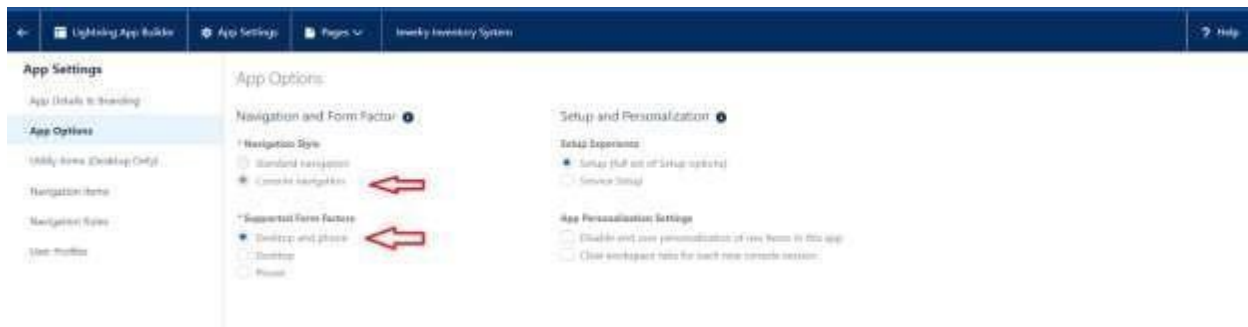 Lightning App Builder
App Settings
Pages
Jewelry Inventory System
? Help
App Settings
App Details & Branding
App Options
Utility Items (Desktop Only)
Navigation Items
Navigation Rules
User Profiles
App Options
Navigation and Form Factor
* Navigation Style
Standard navigation
Console navigation
* Supported Form Factors
Desktop and phone
Desktop
Phone
Setup and Personalization
Setup Experience
Setup (full set of Setup options)
Service Setup
App Personalization Settings
Disable end user personalization of nav items in this app
Clear workspace tabs for each new console session